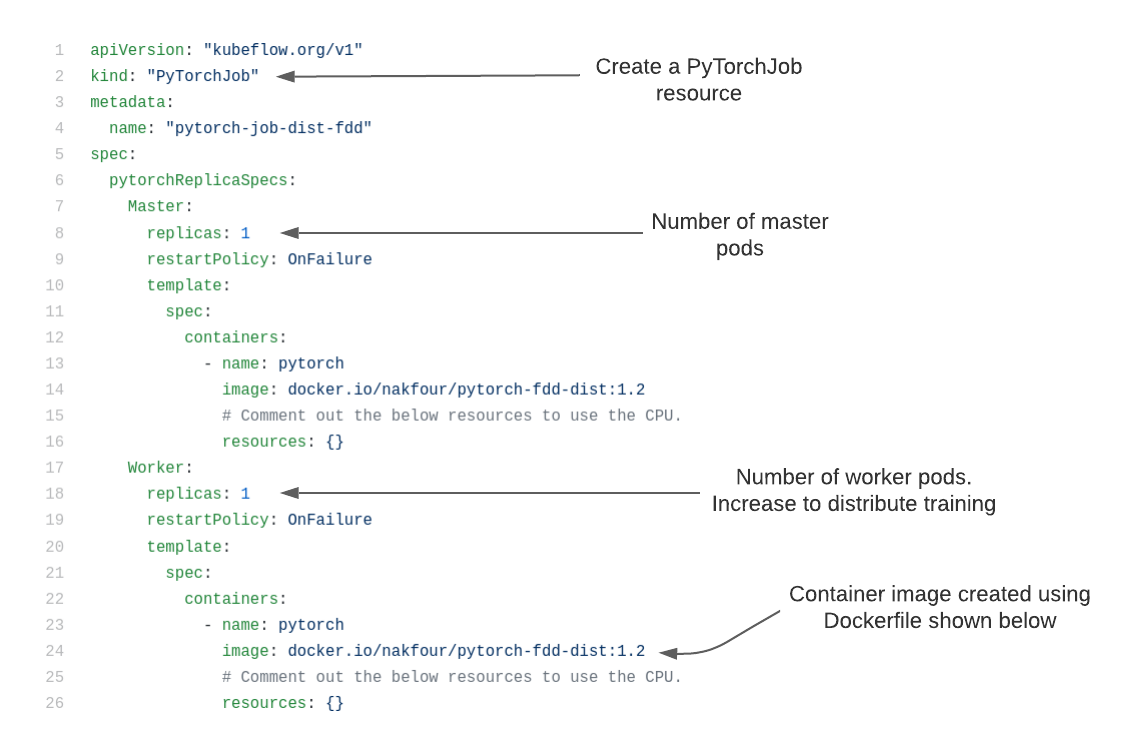 1 apiVersion: "kubeflow.org/v1"
2 kind: "PyTorchJob"
Create a PyTorchJob
resource
3 metadata:
4   name: "pytorch-job-dist-fdd"
5 spec:
6   pytorchReplicaSpecs:
7     Master:
8       replicas: 1
Number of master
pods
9       restartPolicy: OnFailure
10       template:
11         spec:
12           containers:
13             - name: pytorch
14               image: docker.io/nakfour/pytorch-fdd-dist:1.2
15               # Comment out the below resources to use the CPU.
16               resources: {}
17     Worker:
18       replicas: 1
Number of worker pods.
Increase to distribute training
19       restartPolicy: OnFailure
20       template:
21         spec:
22           containers:
23             - name: pytorch
24               image: docker.io/nakfour/pytorch-fdd-dist:1.2
Container image created using
Dockerfile shown below
25               # Comment out the below resources to use the CPU.
26               resources: {}